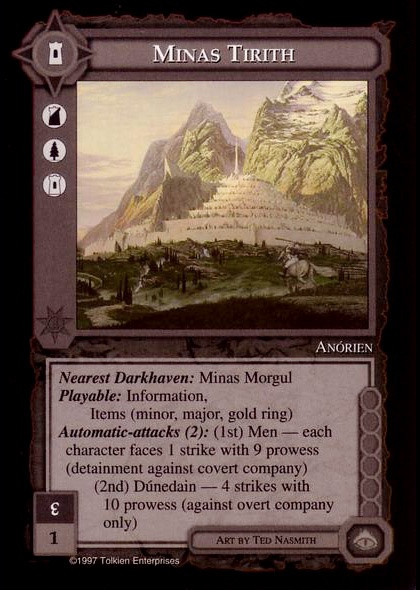 MINAS TIRITH
ANÓRIEN
Nearest Darkhaven: Minas Morgul
Playable: Information,
Items (minor, major, gold ring)
Automatic-attacks (2): (1st) Men — each
character faces 1 strike with 9 prowess
(detainment against covert company)
(2nd) Dúnedain — 4 strikes with
10 prowess (against overt company
only)
ε
1
ART BY TED NASMITH
©1997 Tolkien Enterprises